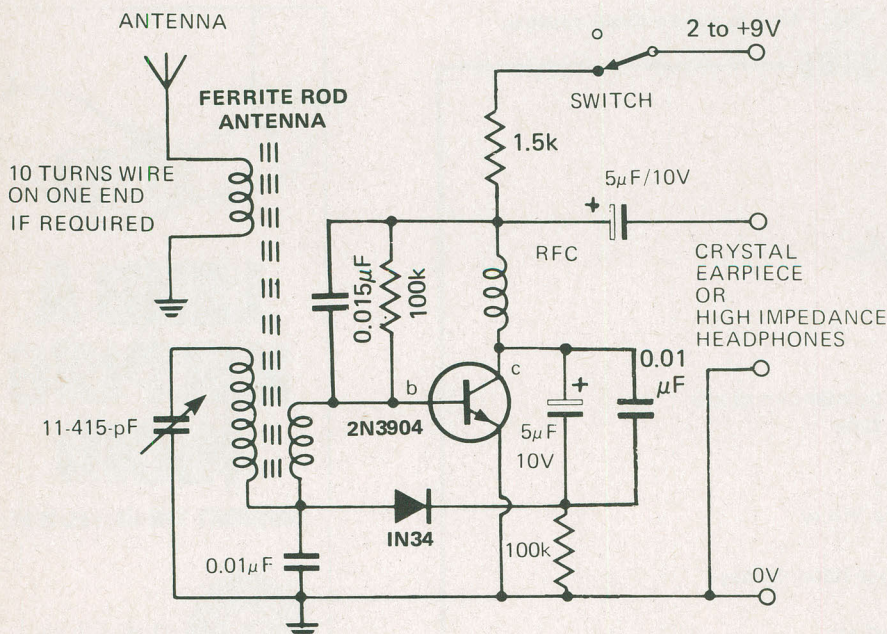 ANTENNA
2 to +9V
SWITCH
FERRITE ROD
ANTENNA
1.5k
10 TURNS WIRE
ON ONE END
IF REQUIRED
5µF/10V
+
RFC
0.015µF
100k
CRYSTAL
EARPIECE
OR
HIGH IMPEDANCE
HEADPHONES
0.01
µF
b
c
+
11-415-pF
2N3904
5µF
10V
IN34
100k
0.01µF
0V